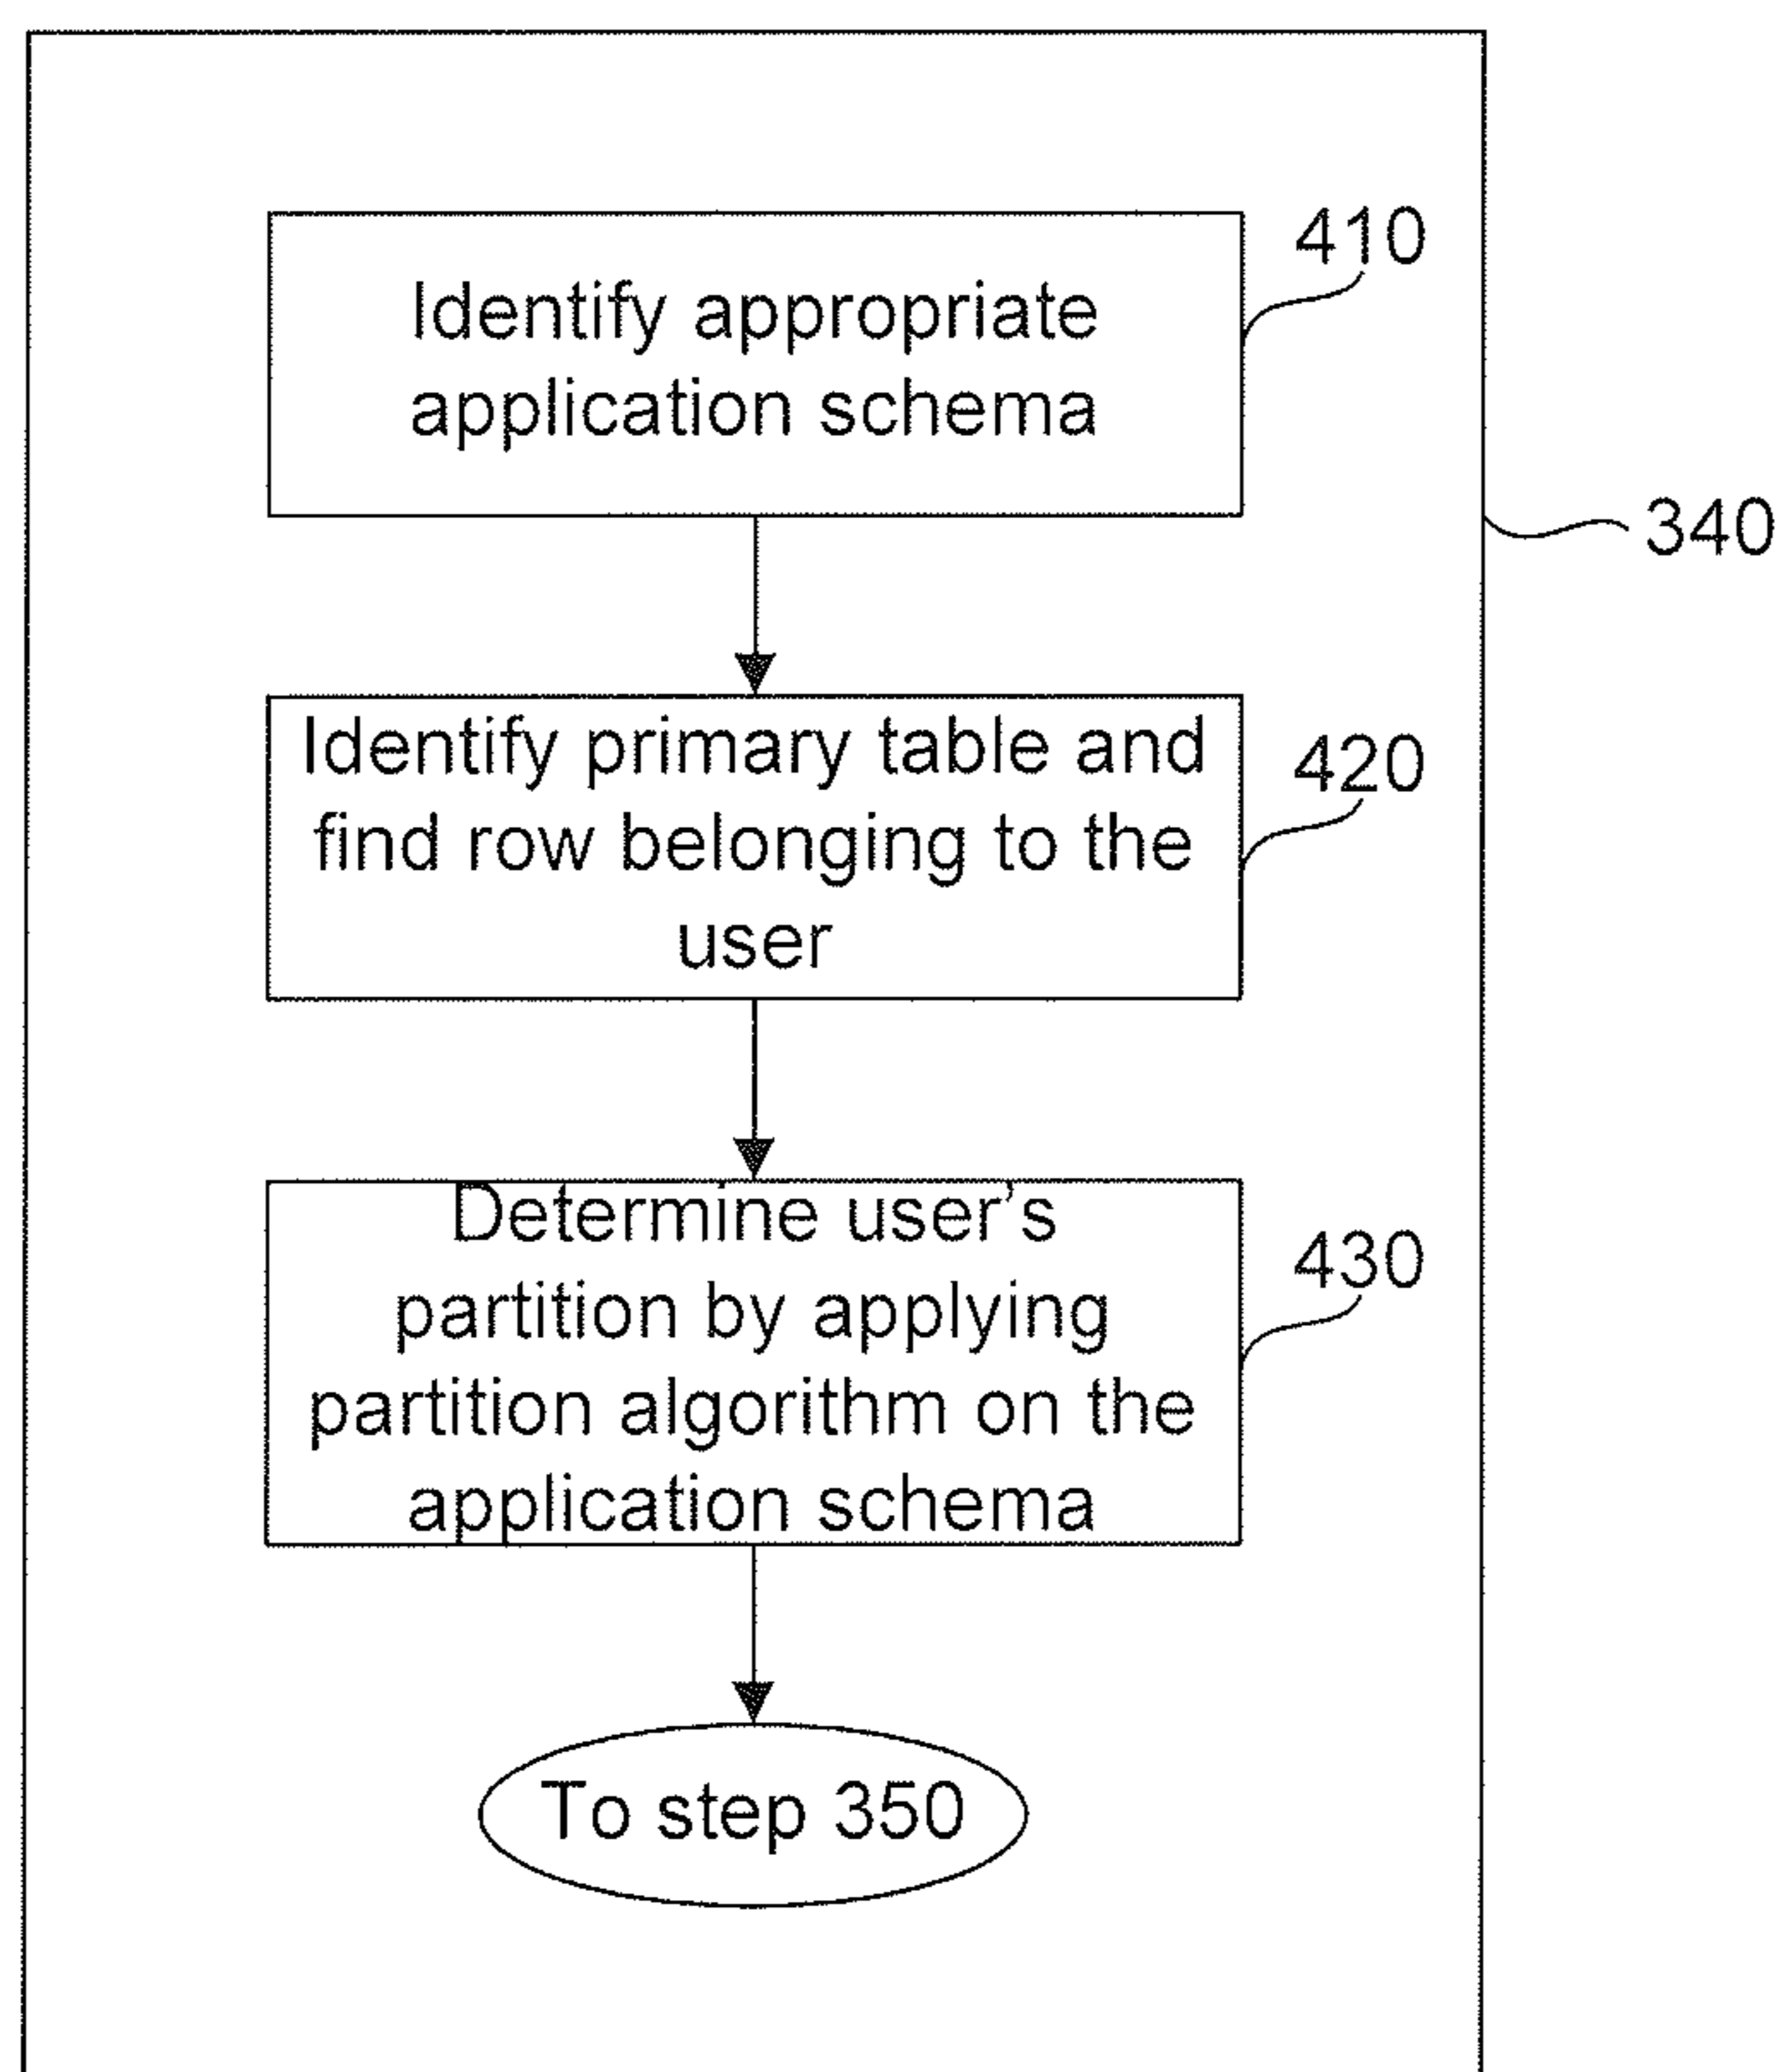 410
Identify appropriate
application schema
340
420
Identify primary table and
find row belonging to the
user
430
Determine user's
partition by applying
partition algorithm on the
application schema
To step 350